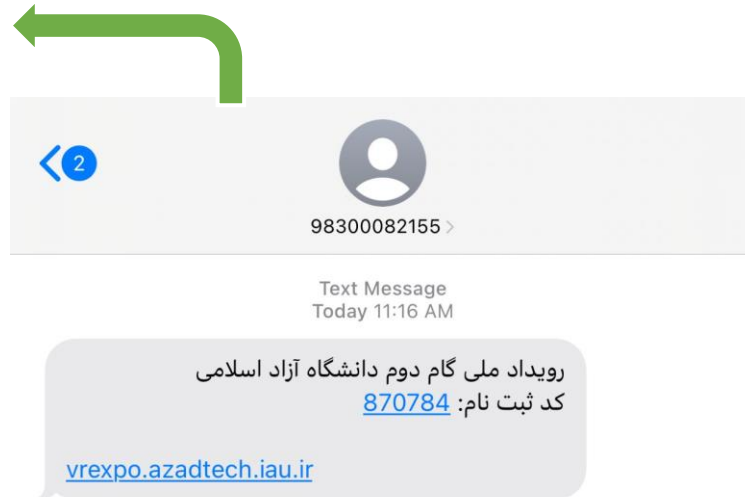 2
98300082155
Text Message
Today 11:16 AM
رویداد ملی گام دوم دانشگاه آزاد اسلامی
کد ثبت نام: 870784
vrexpo.azadtech.iau.ir